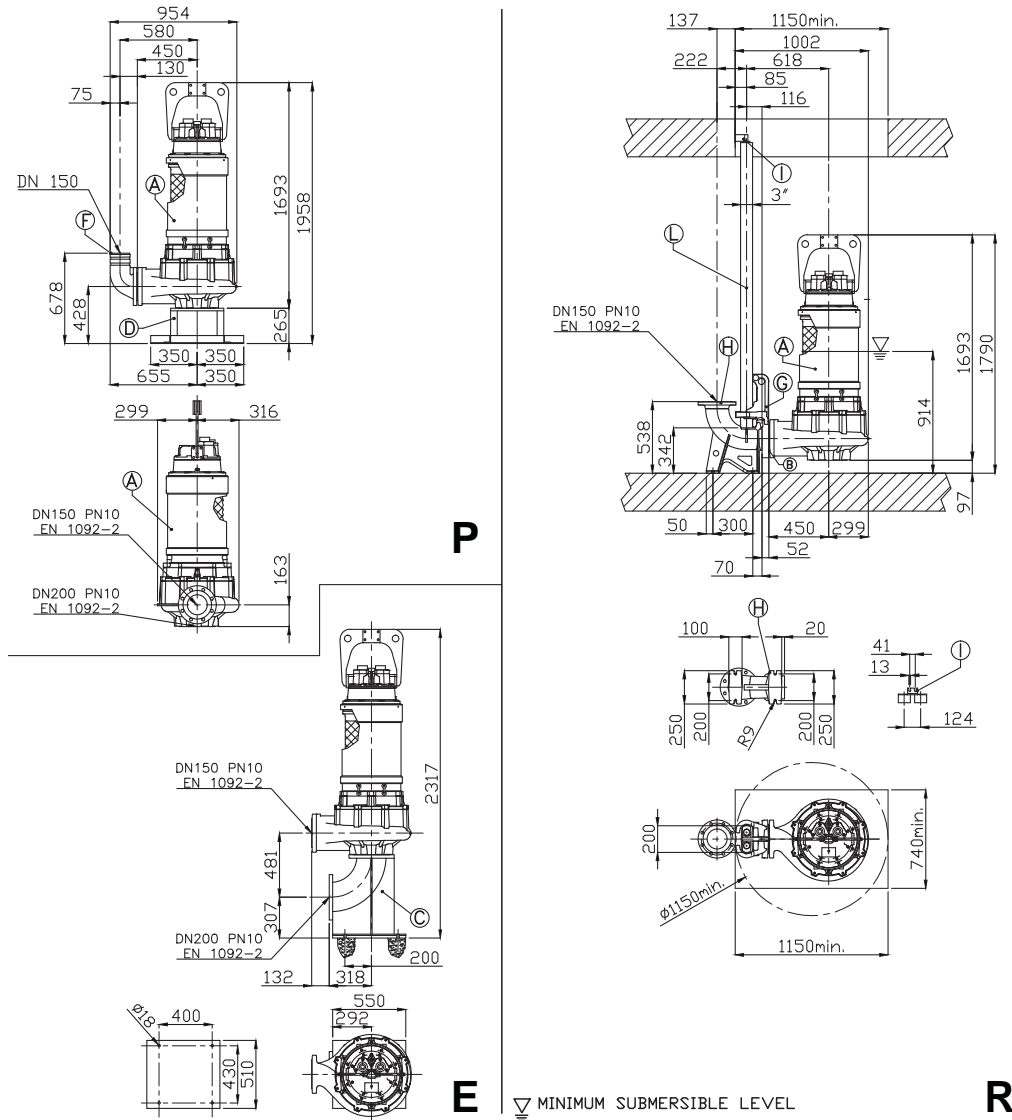 954
580
450
130
75
DN 150
F
A
D
1693
1958
678
428
265
350 350
655 350
299 316
A
DN150 PN10
EN 1092-2
DN200 PN10
EN 1092-2
163
P
DN150 PN10
EN 1092-2
DN200 PN10
EN 1092-2
2317
481
307
C
200
132 318
550
292
ø18
400
430
510
E
137 1150min.
1002
222 618
85
116
I
3"
L
DN150 PN10
EN 1092-2
H
A
G
B
1693
1790
914
538
342
97
50 300 450 299
52
70
H
100 20
250
200
R9
200
250
41
13
I
124
200
740min.
ø1150min.
1150min.
MINIMUM SUBMERSIBLE LEVEL
R